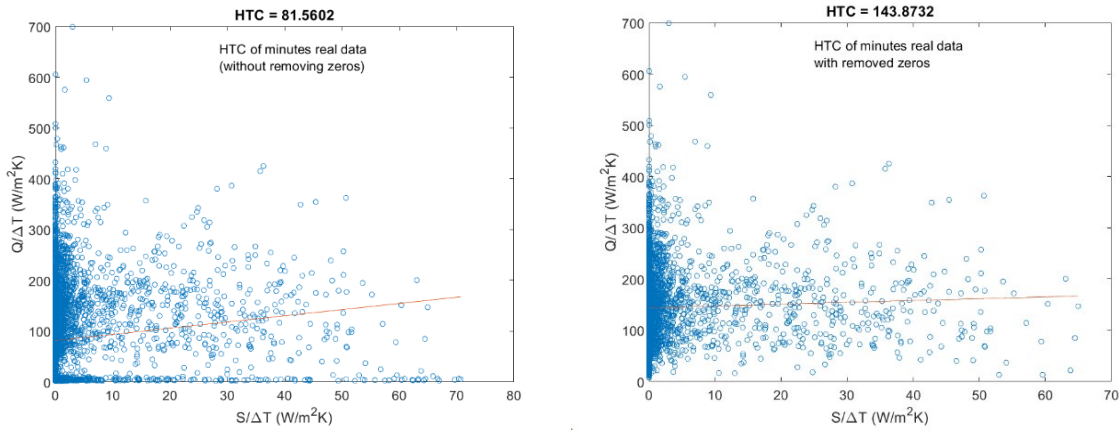 HTC = 81.5602
700
600
500
400
300
200
100
0
Q/ΔT (W/m²K)
HTC of minutes real data
(without removing zeros)
0 10 20 30 40 50 60 70 80
S/ΔT (W/m²K)
HTC = 143.8732
700
600
500
400
300
200
100
0
Q/ΔT (W/m²K)
HTC of minutes real data
with removed zeros
0 10 20 30 40 50 60 70
S/ΔT (W/m²K)